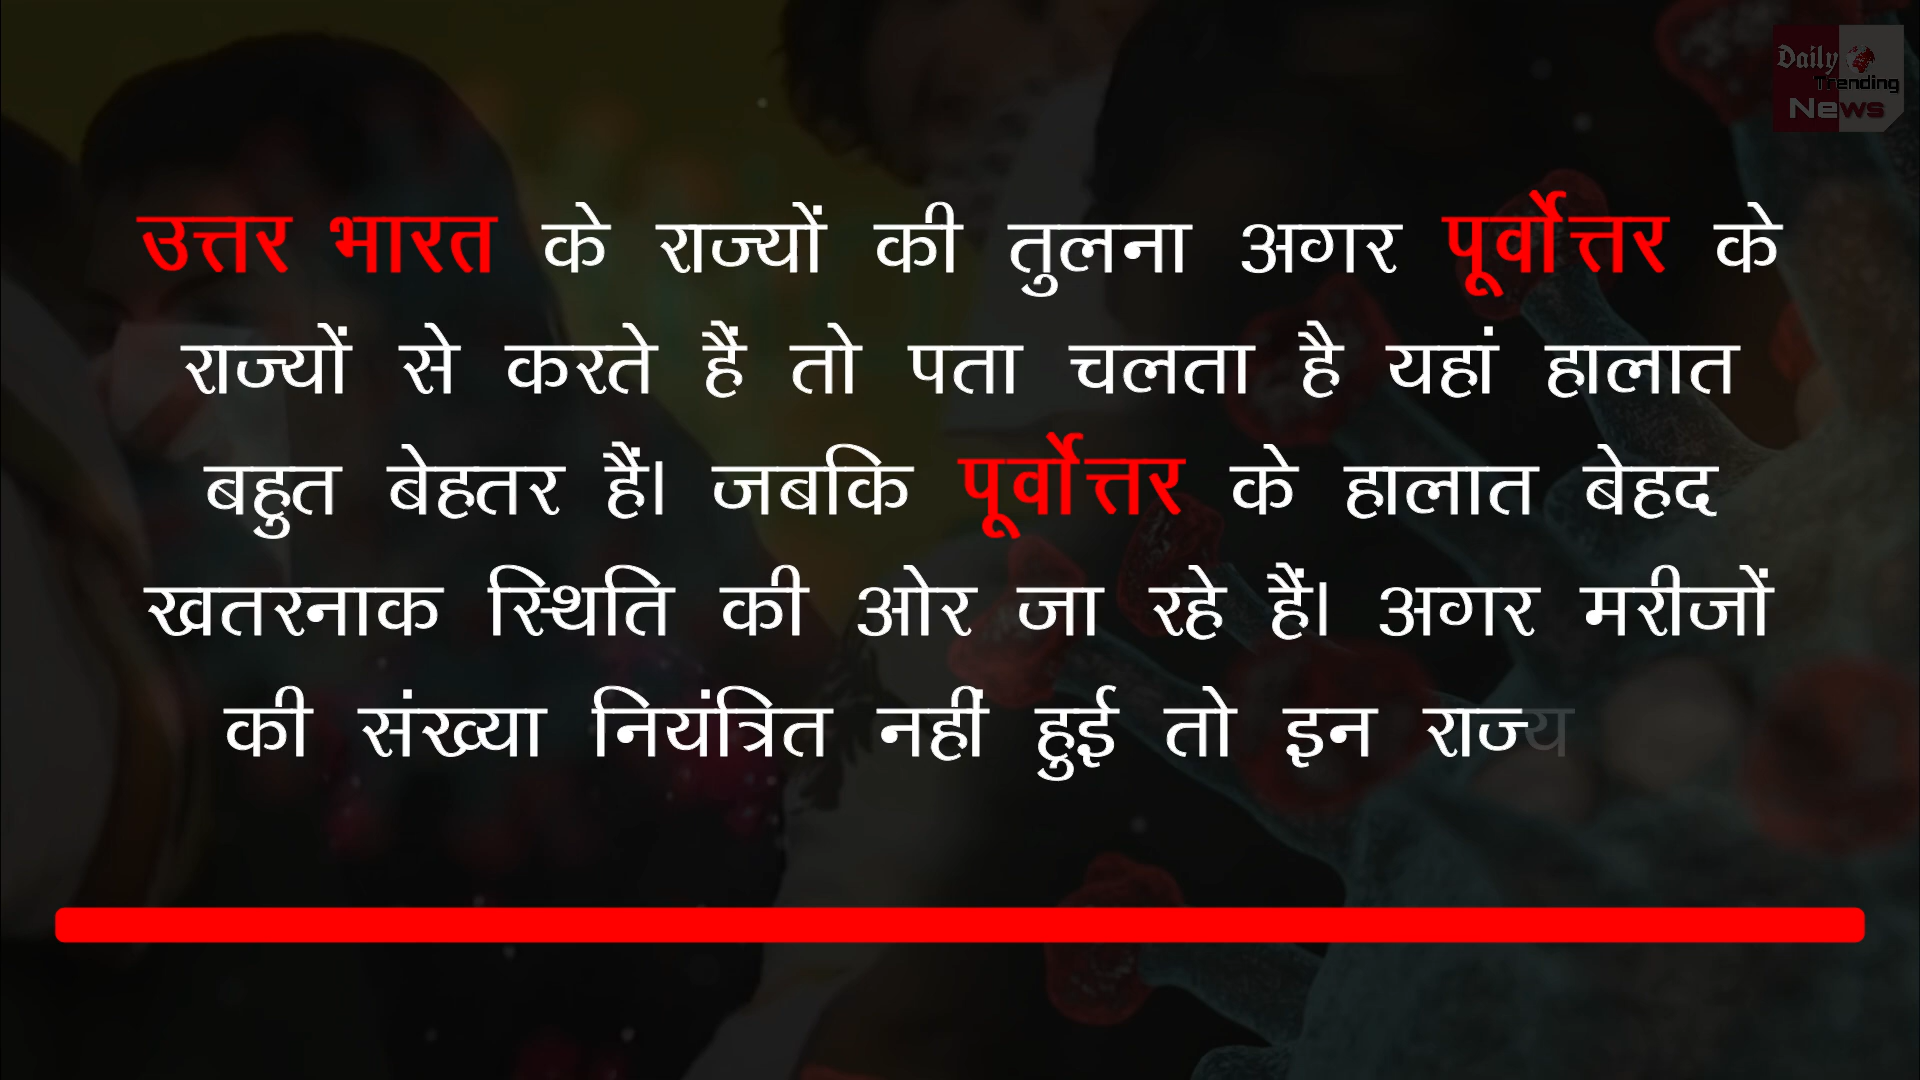 Daily
Trending
News
उत्तर भारत के राज्यों की तुलना अगर पूर्वोत्तर के
राज्यों से करते हैं तो पता चलता है यहां हालात
बहुत बेहतर हैं। जबकि पूर्वोत्तर के हालात बेहद
खतरनाक स्थिति की ओर जा रहे हैं। अगर मरीजों
की संख्या नियंत्रित नहीं हुई तो इन राज्य